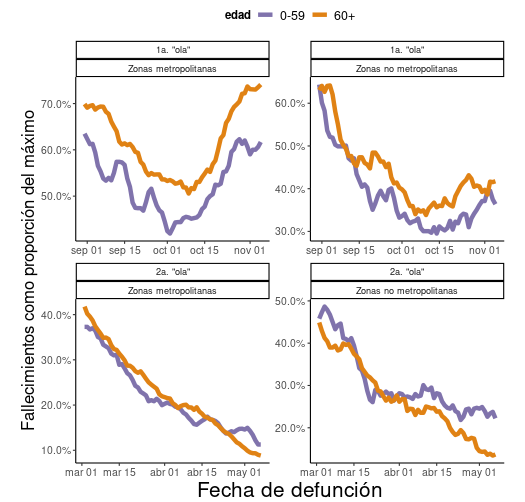 edad 0-59 60+
Fallecimientos como proporción del máximo
1a. "ola"
Zonas metropolitanas
70.0%
60.0%
50.0%
sep 01 sep 15 oct 01 oct 15 nov 01
1a. "ola"
Zonas no metropolitanas
60.0%
50.0%
40.0%
30.0%
sep 01 sep 15 oct 01 oct 15 nov 01
2a. "ola"
Zonas metropolitanas
40.0%
30.0%
20.0%
10.0%
mar 01 mar 15 abr 01 abr 15 may 01
2a. "ola"
Zonas no metropolitanas
50.0%
40.0%
30.0%
20.0%
mar 01 mar 15 abr 01 abr 15 may 01
Fecha de defunción